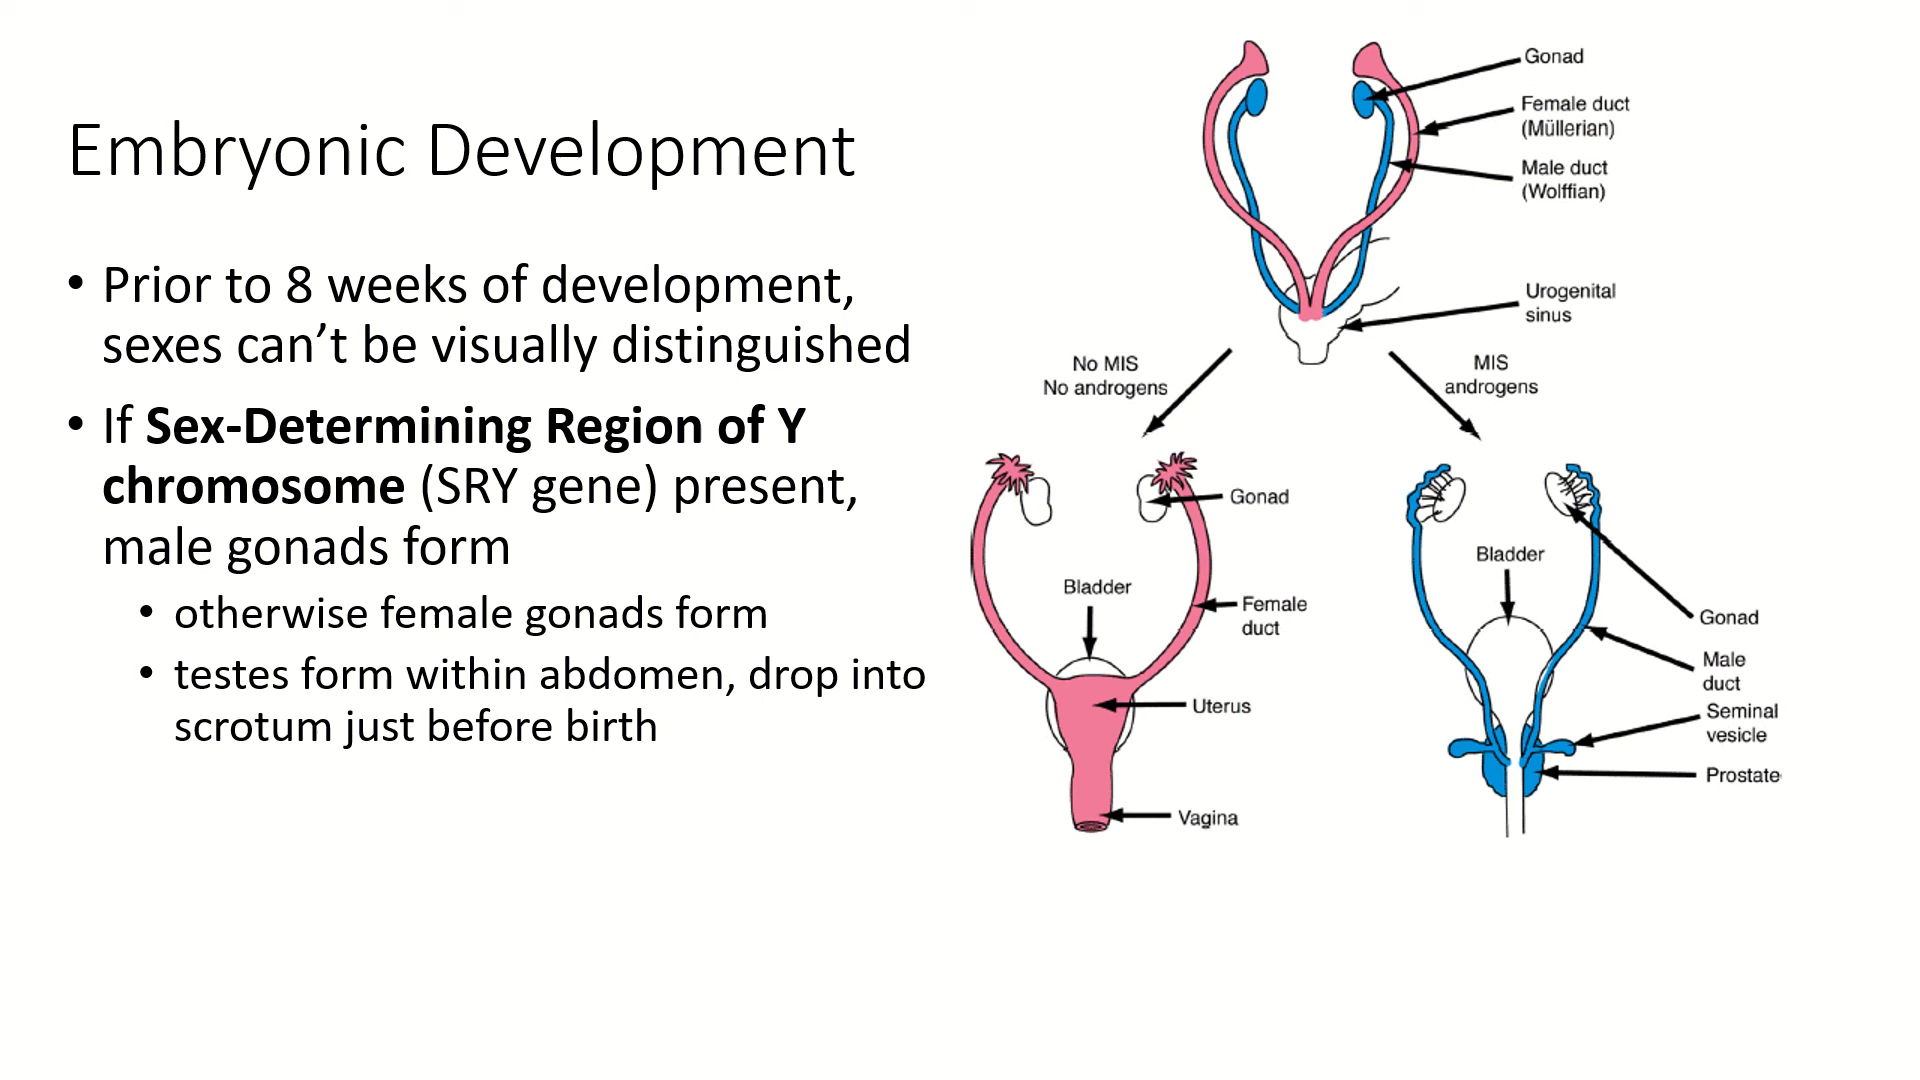 Embryonic Development
• Prior to 8 weeks of development,
sexes can’t be visually distinguished
• If Sex-Determining Region of Y
chromosome (SRY gene) present,
male gonads form
• otherwise female gonads form
• testes form within abdomen, drop into
scrotum just before birth
Gonad
Female duct
(Müllerian)
Male duct
(Wolffian)
Urogenital
sinus
No MIS
No androgens
MIS
androgens
Gonad
Bladder
Female
duct
Uterus
Vagina
Bladder
Gonad
Male
duct
Seminal
vesicle
Prostate